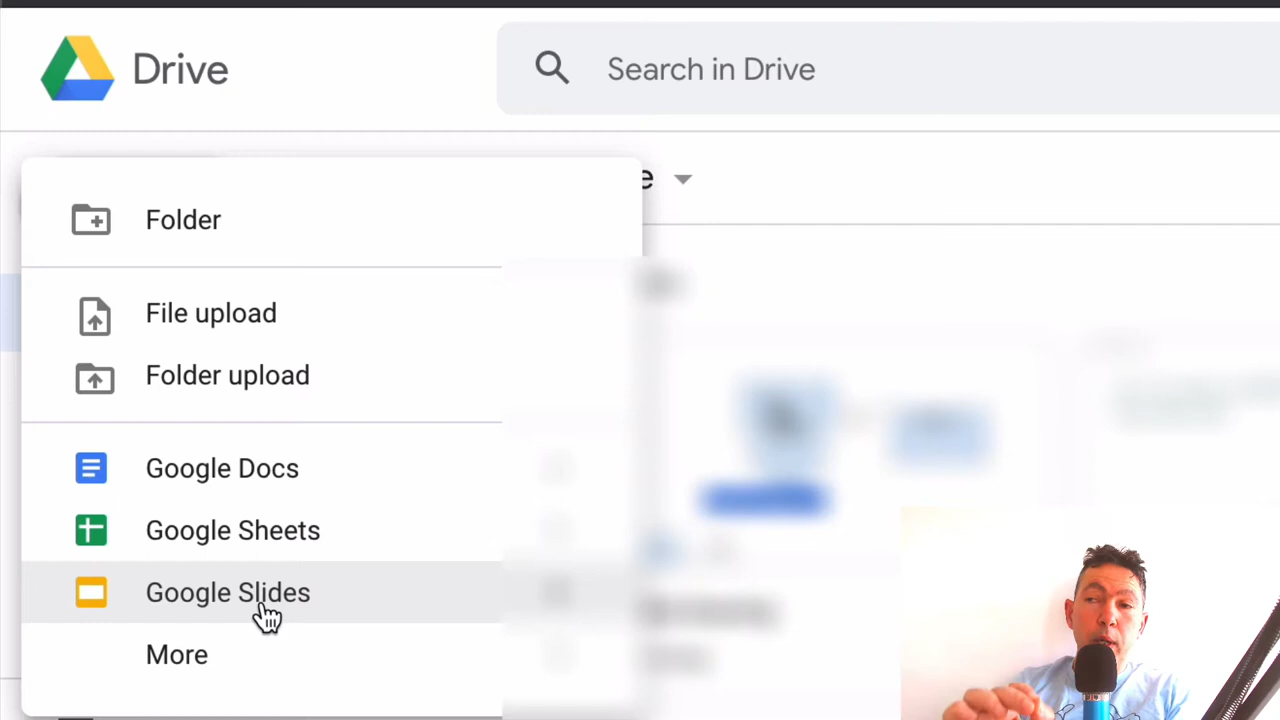 Drive
Search in Drive
e
Folder
File upload
Folder upload
Google Docs
Google Sheets
Google Slides
More